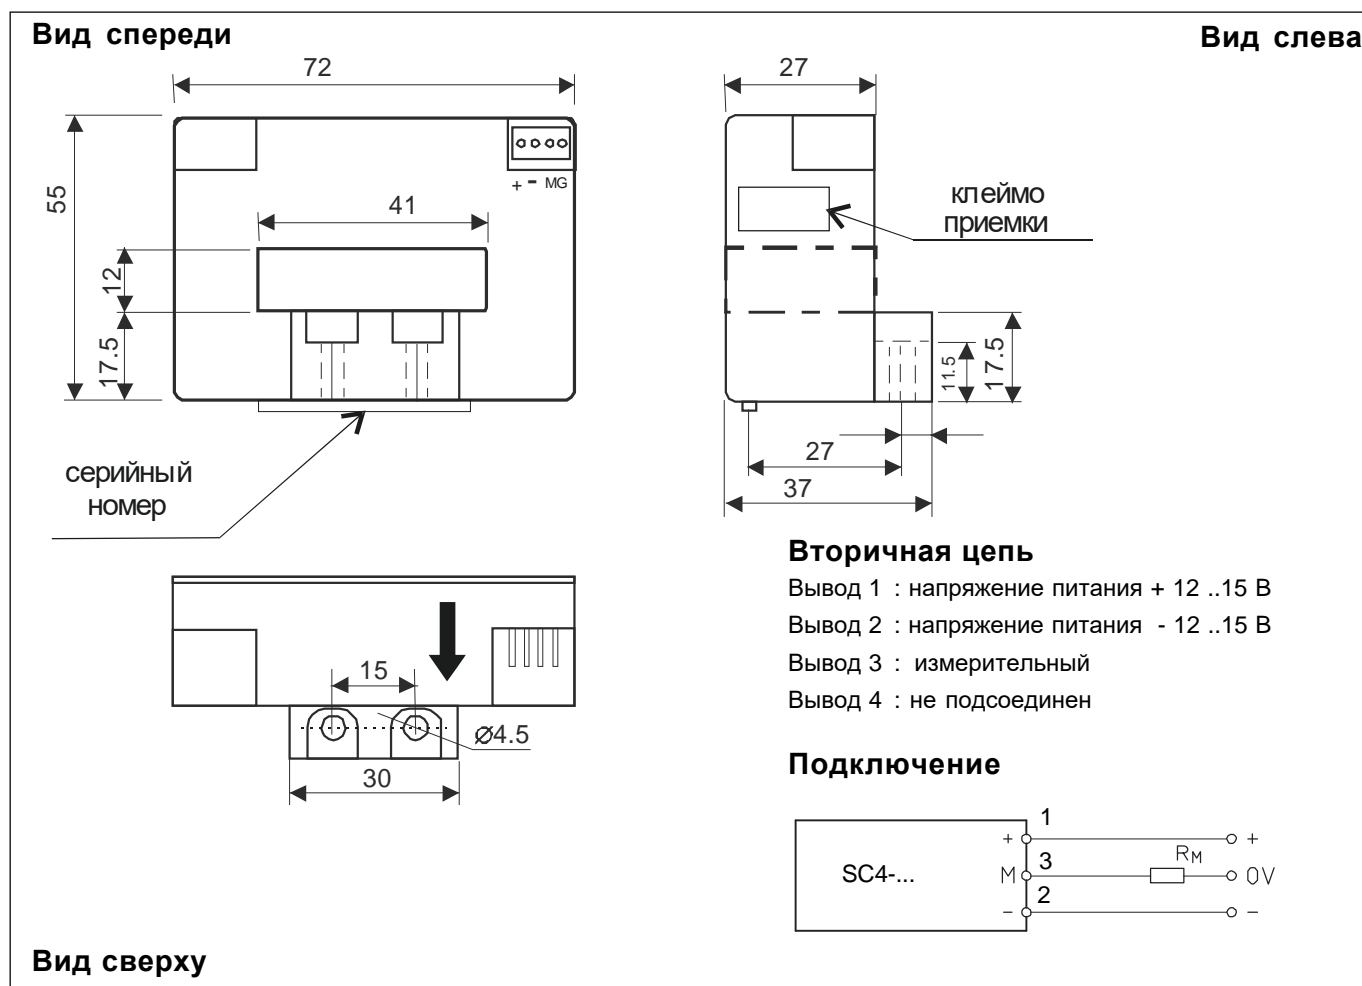 Вид спереди
Вид слева
72
27
+ - MG
55
41
12
17.5
клеймо
приемки
11.5
17.5
27
37
серийный
номер
15
Ø4.5
30
Вторичная цепь
Вывод 1 : напряжение питания + 12 ..15 В
Вывод 2 : напряжение питания - 12 ..15 В
Вывод 3 : измерительный
Вывод 4 : не подсоединен
Подключение
SC4-...
+ 1 +
M 3 RM 0V
- 2 -
Вид сверху